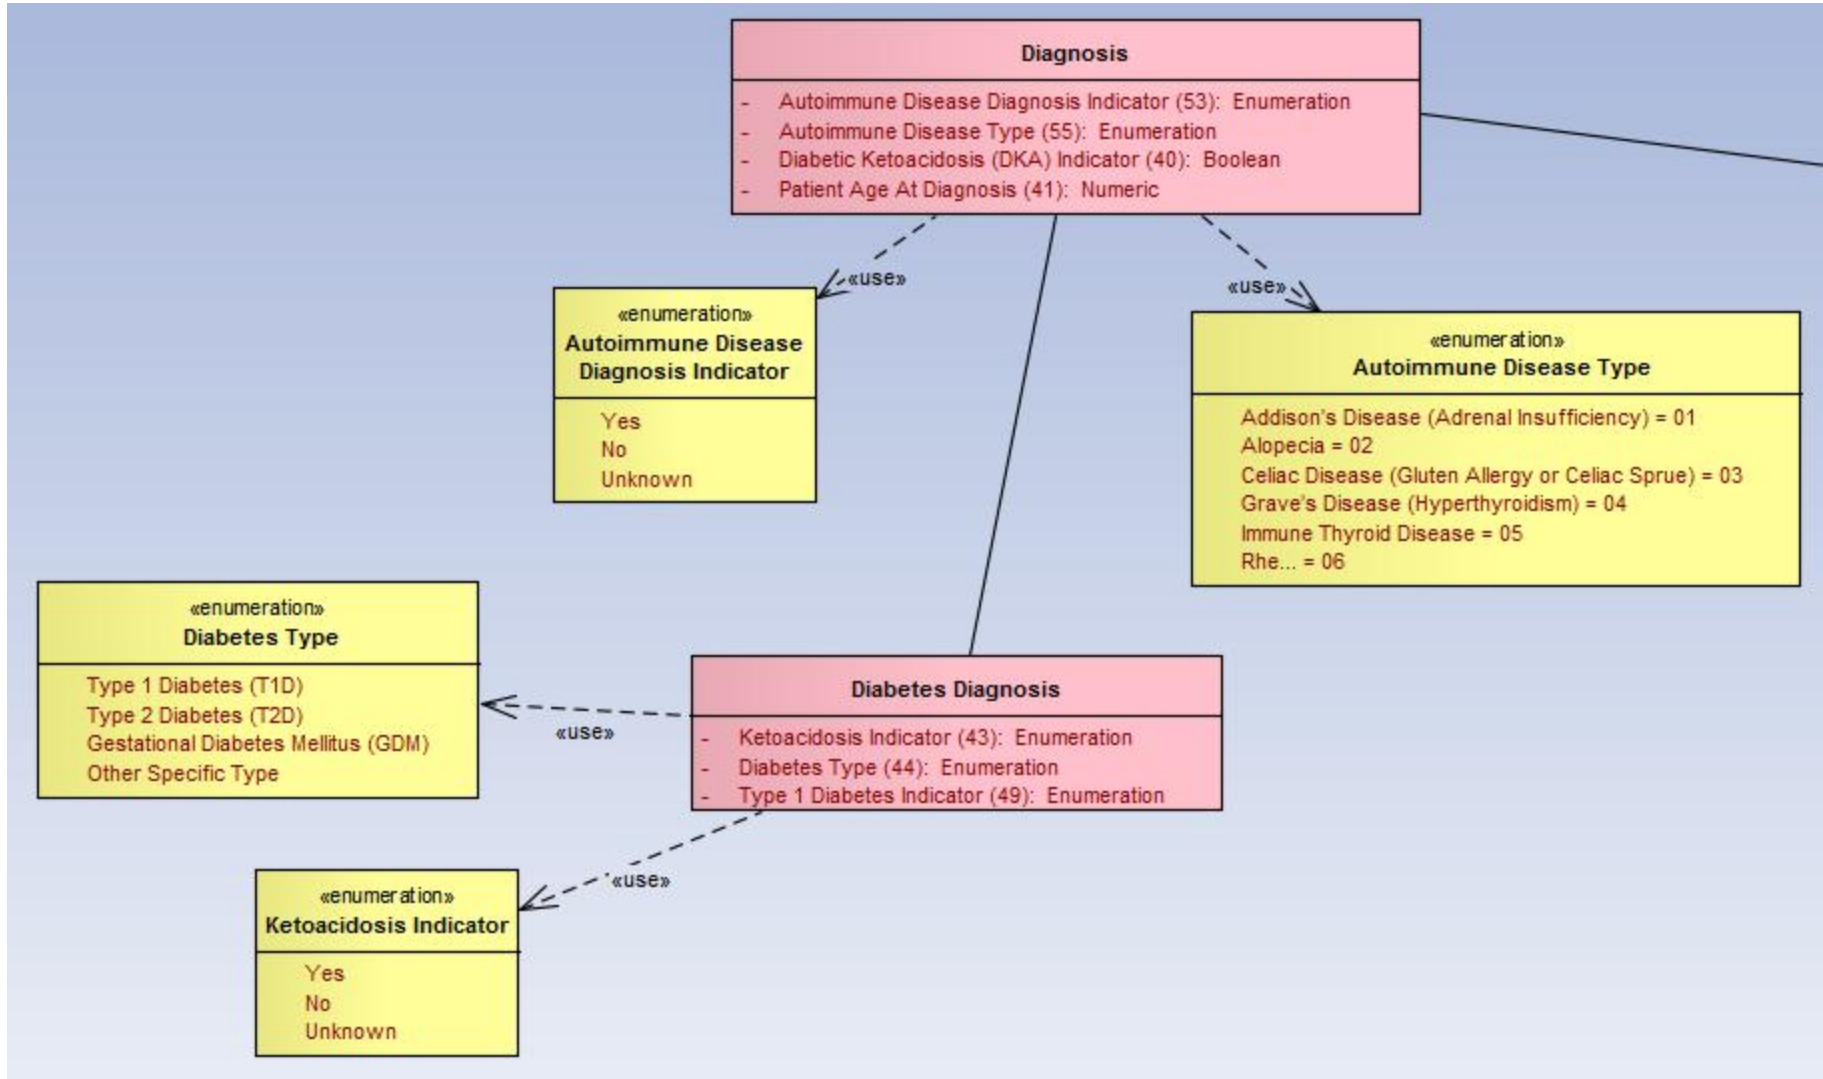 Diagnosis
- Autoimmune Disease Diagnosis Indicator (53): Enumeration
- Autoimmune Disease Type (55): Enumeration
- Diabetic Ketoacidosis (DKA) Indicator (40): Boolean
- Patient Age At Diagnosis (41): Numeric
«use»
«use»
«enumeration»
Autoimmune Disease
Diagnosis Indicator
Yes
No
Unknown
«enumeration»
Autoimmune Disease Type
Addison's Disease (Adrenal Insufficiency) = 01
Alopecia = 02
Celiac Disease (Gluten Allergy or Celiac Sprue) = 03
Grave's Disease (Hyperthyroidism) = 04
Immune Thyroid Disease = 05
Rhe... = 06
«enumeration»
Diabetes Type
Type 1 Diabetes (T1D)
Type 2 Diabetes (T2D)
Gestational Diabetes Mellitus (GDM)
Other Specific Type
«use»
Diabetes Diagnosis
- Ketoacidosis Indicator (43): Enumeration
- Diabetes Type (44): Enumeration
- Type 1 Diabetes Indicator (49): Enumeration
«use»
«enumeration»
Ketoacidosis Indicator
Yes
No
Unknown